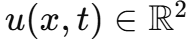 u(x, t) ∈ ℝ²